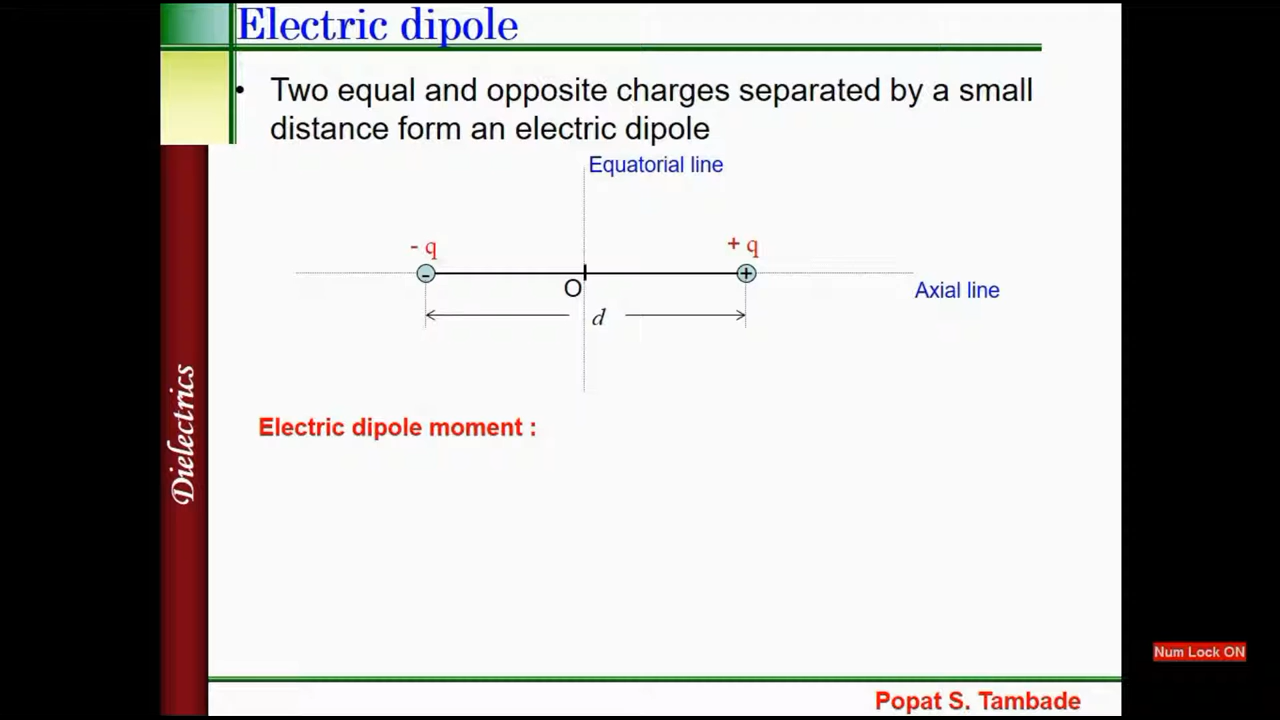 Electric dipole
• Two equal and opposite charges separated by a small
distance form an electric dipole
Equatorial line
- q
+ q
-
+
O
Axial line
d
Electric dipole moment :
Dielectrics
Num Lock ON
Popat S. Tambade